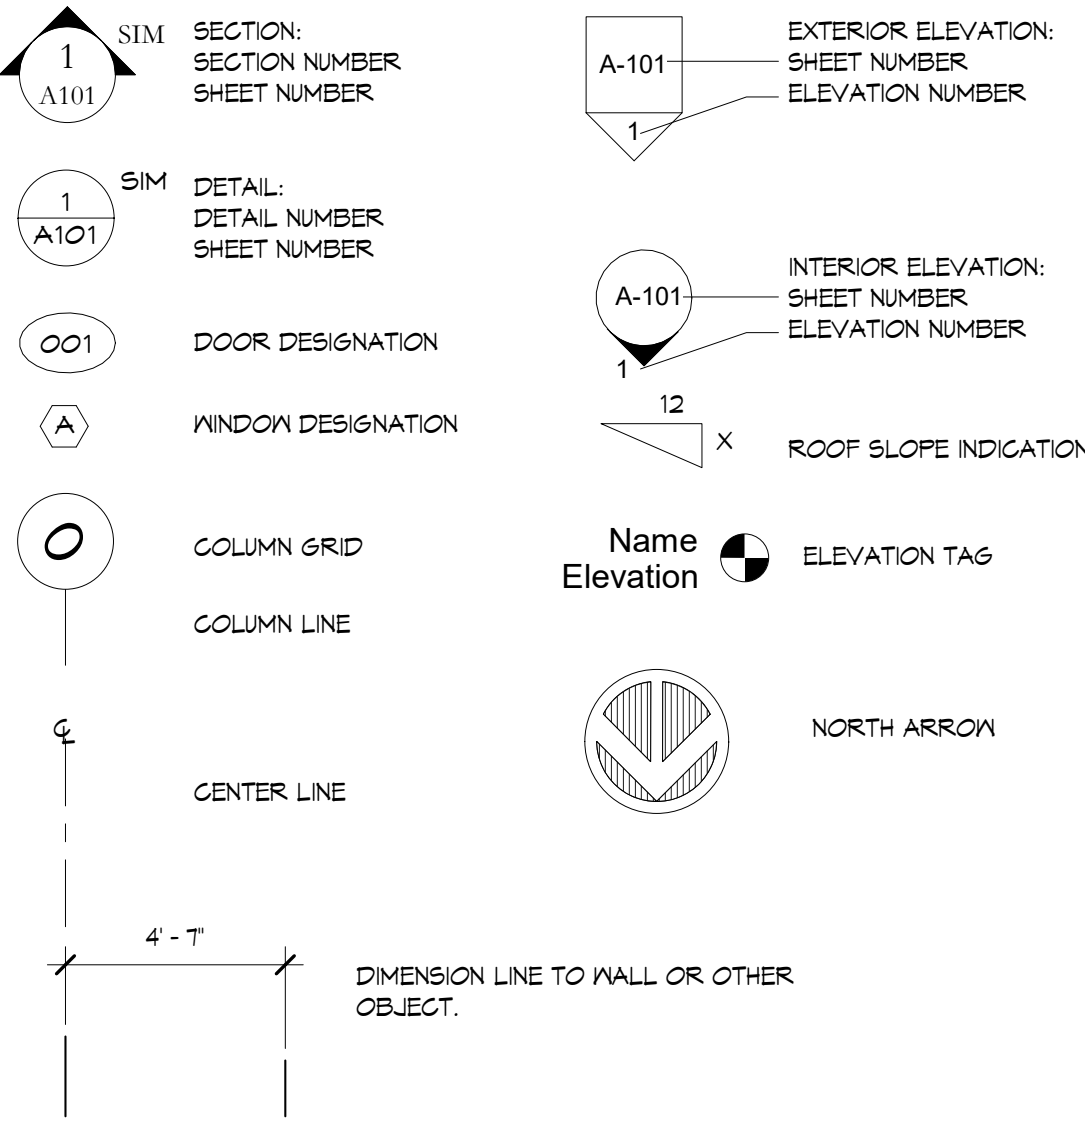 1
A101
SIM
SECTION:
SECTION NUMBER
SHEET NUMBER
1
A101
SIM
DETAIL:
DETAIL NUMBER
SHEET NUMBER
001
DOOR DESIGNATION
A
WINDOW DESIGNATION
0
COLUMN GRID
COLUMN LINE
℄
CENTER LINE
4' - 7"
DIMENSION LINE TO WALL OR OTHER
OBJECT.
A-101
1
EXTERIOR ELEVATION:
SHEET NUMBER
ELEVATION NUMBER
A-101
1
INTERIOR ELEVATION:
SHEET NUMBER
ELEVATION NUMBER
12
X
ROOF SLOPE INDICATION
Name
Elevation
ELEVATION TAG
NORTH ARROW